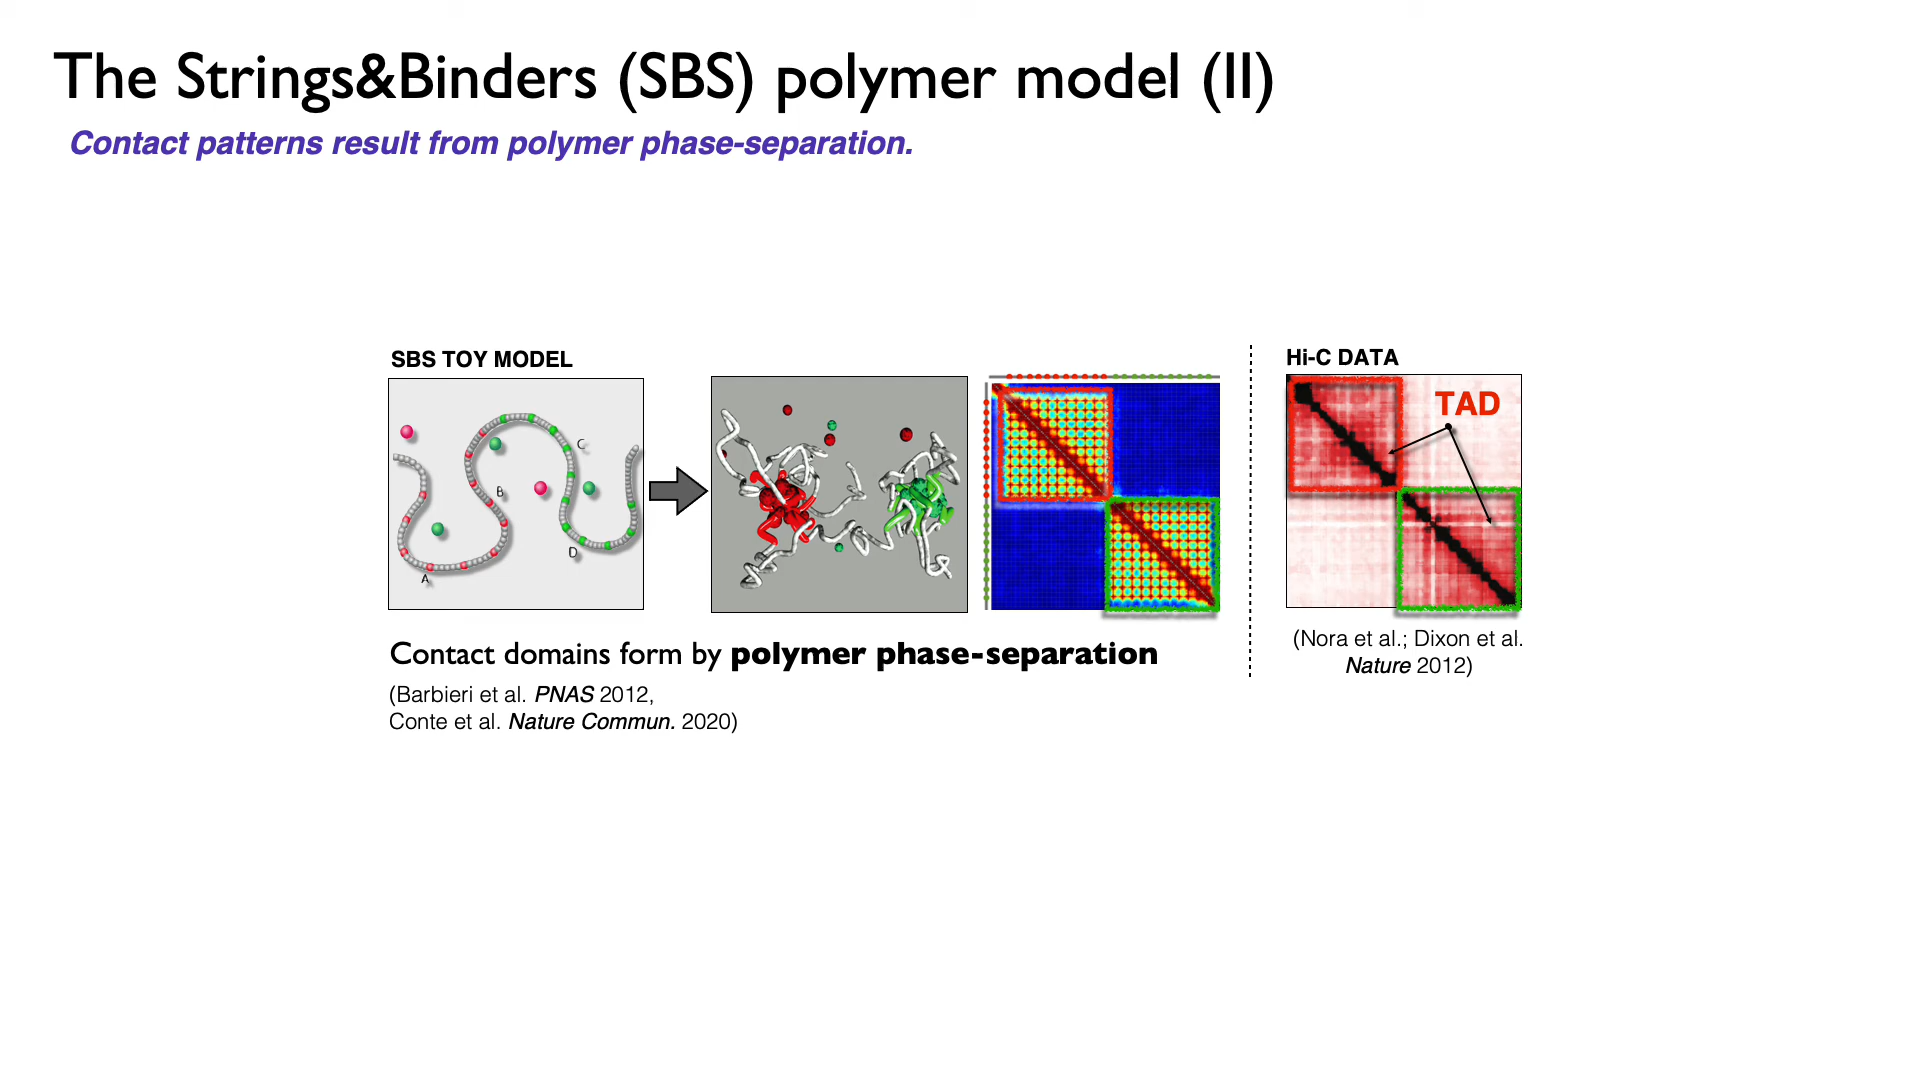 The Strings&Binders (SBS) polymer model (II)
Contact patterns result from polymer phase-separation.
SBS TOY MODEL
C
B
D
A
Hi-C DATA
TAD
Contact domains form by polymer phase-separation
(Barbieri et al. PNAS 2012,
Conte et al. Nature Commun. 2020)
(Nora et al.; Dixon et al.
Nature 2012)